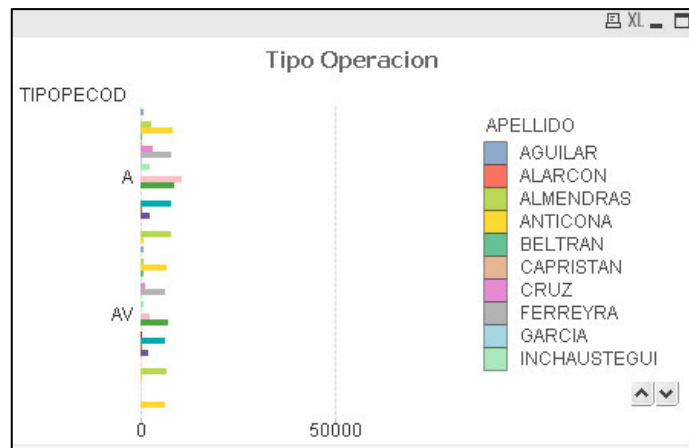 XL
Tipo Operacion
TIPOPECOD
A
AV
0
50000
APELLIDO
AGUILAR
ALARCON
ALMENDRAS
ANTICONA
BELTRAN
CAPRISTAN
CRUZ
FERREYRA
GARCIA
INCHAUSTEGUI